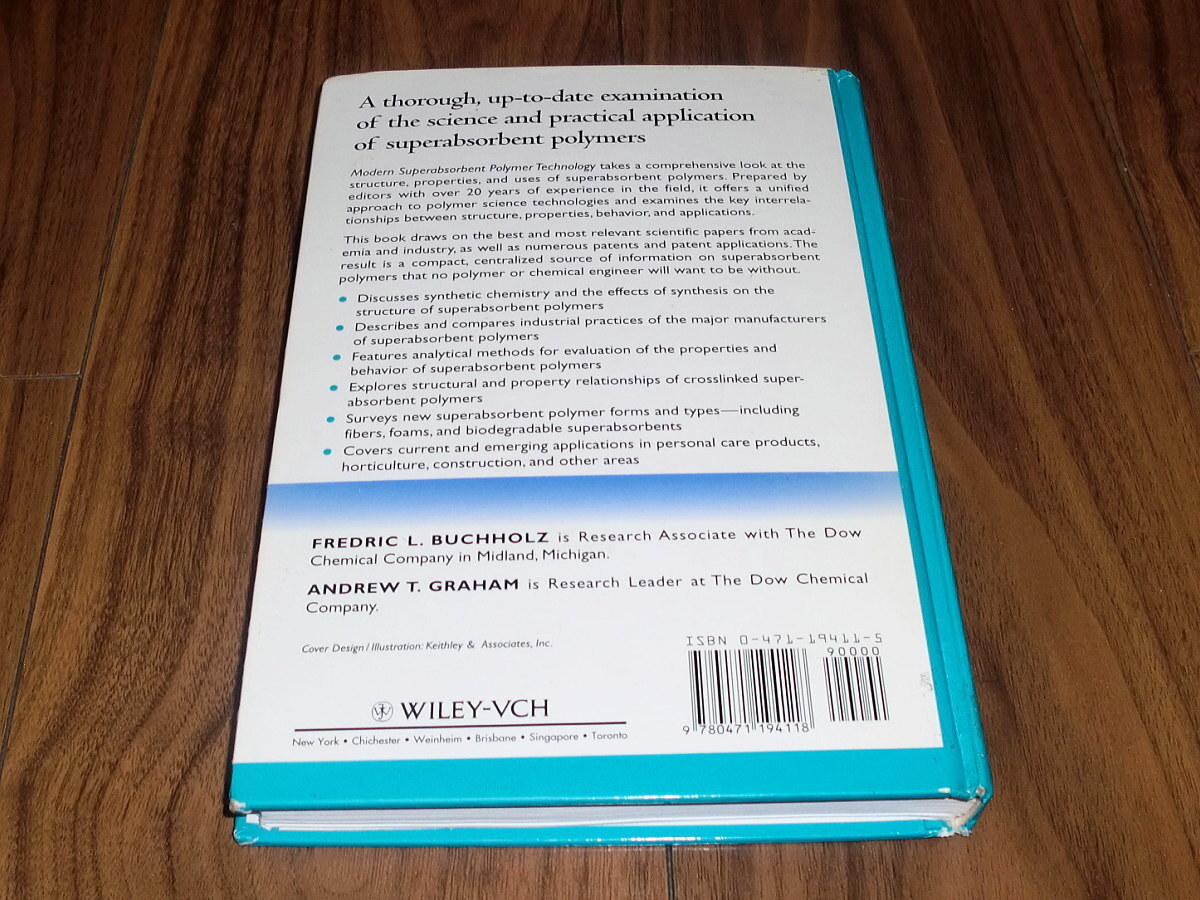 A thorough, up-to-date examination
of the science and practical application
of superabsorbent polymers
Modern Superabsorbent Polymer Technology takes a comprehensive look at the
structure, properties, and uses of superabsorbent polymers. Prepared by
editors with over 20 years of experience in the field, it offers a unified
approach to polymer science technologies and examines the key interrela-
tionships between structure, properties, behavior, and applications.
This book draws on the best and most relevant scientific papers from acad-
emia and industry, as well as numerous patents and patent applications. The
result is a compact, centralized source of information on superabsorbent
polymers that no polymer or chemical engineer will want to be without.
• Discusses synthetic chemistry and the effects of synthesis on the
structure of superabsorbent polymers
• Describes and compares industrial practices of the major manufacturers
of superabsorbent polymers
• Features analytical methods for evaluation of the properties and
behavior of superabsorbent polymers
• Explores structural and property relationships of crosslinked super-
absorbent polymers
• Surveys new superabsorbent polymer forms and types—including
fibers, foams, and biodegradable superabsorbents
• Covers current and emerging applications in personal care products,
horticulture, construction, and other areas
FREDRIC L. BUCHHOLZ is Research Associate with The Dow
Chemical Company in Midland, Michigan.
ANDREW T. GRAHAM is Research Leader at The Dow Chemical
Company.
Cover Design / Illustration: Keithley & Associates, Inc.
ISBN 0-471-19411-5
90000
9 780471 194118
WILEY-VCH
New York • Chichester • Weinheim • Brisbane • Singapore • Toronto